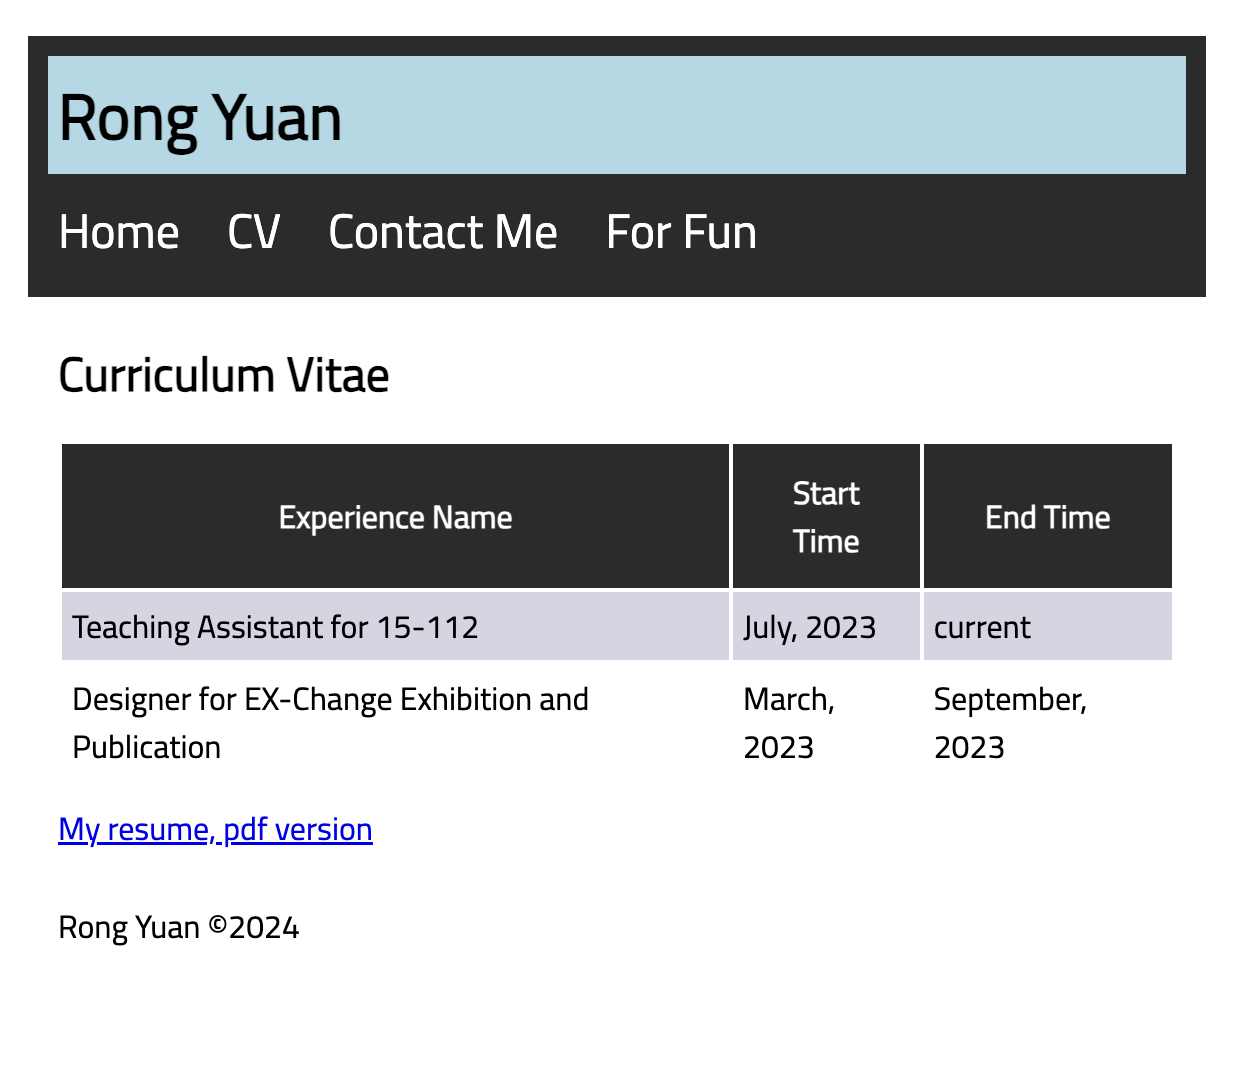 Rong Yuan
Home CV Contact Me For Fun
Curriculum Vitae
Experience Name Start Time End Time
Teaching Assistant for 15-112 July, 2023 current
Designer for EX-Change Exhibition and Publication March, 2023 September, 2023
My resume, pdf version
Rong Yuan ©2024